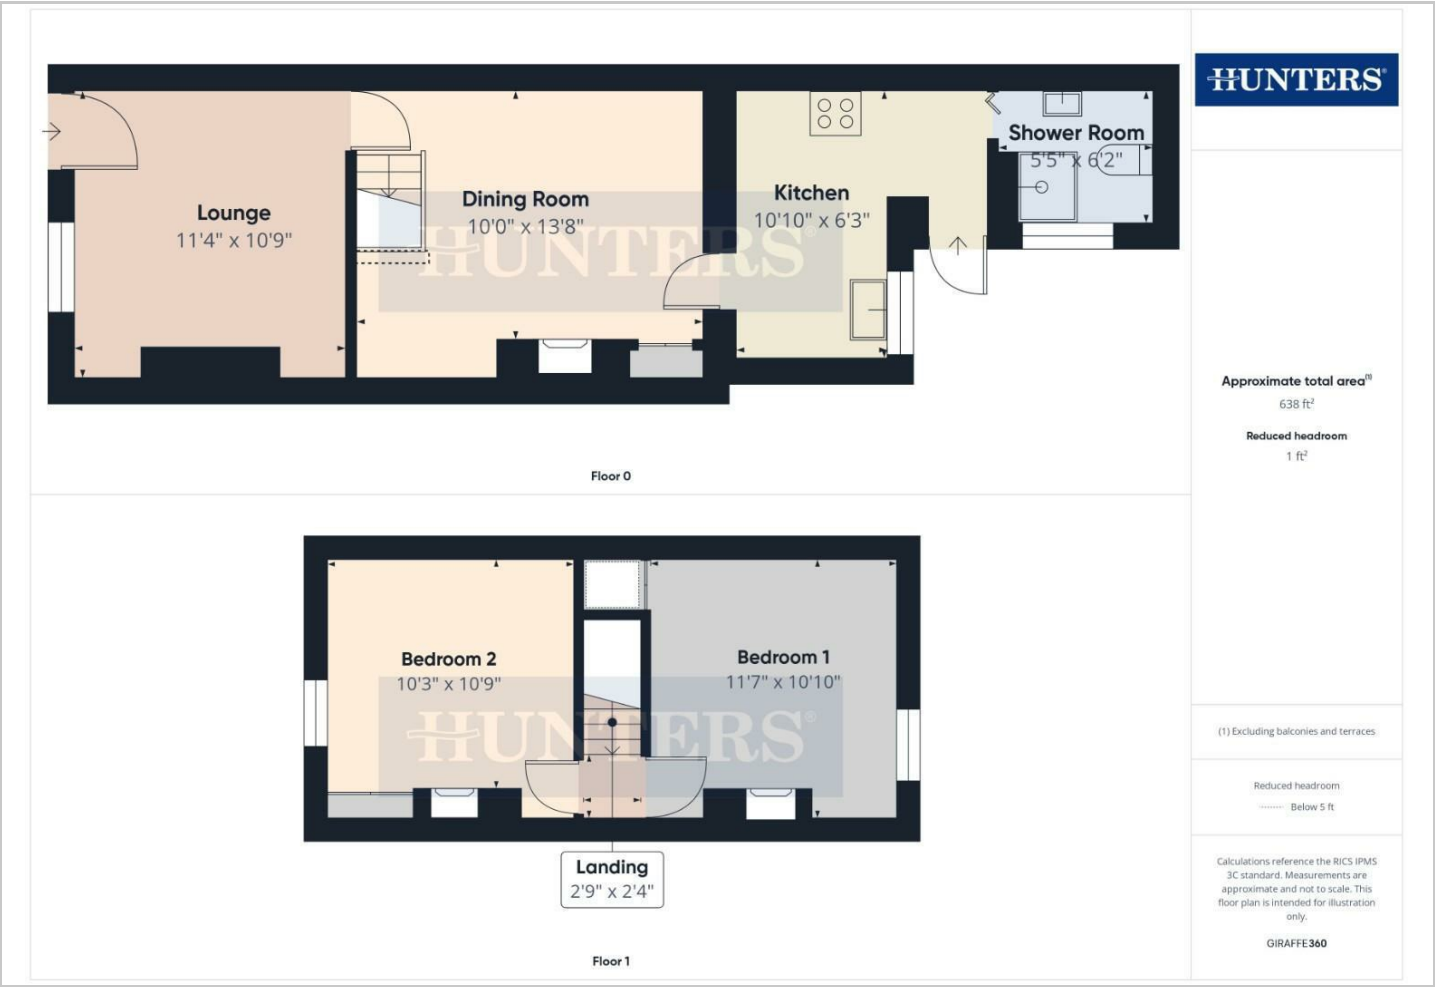 HUNTERS®
Lounge
11'4" x 10'9"
Dining Room
10'0" x 13'8"
Kitchen
10'10" x 6'3"
Shower Room
5'5" x 6'2"
HUNTERS®
Floor 0
Approximate total area(1)
638 ft²
Reduced headroom
1 ft²
Bedroom 2
10'3" x 10'9"
Bedroom 1
11'7" x 10'10"
HUNTERS®
Landing
2'9" x 2'4"
Floor 1
(1) Excluding balconies and terraces
Reduced headroom
Below 5 ft
Calculations reference the RICS IPMS
3C standard. Measurements are
approximate and not to scale. This
floor plan is intended for illustration
only.
GIRAFFE360